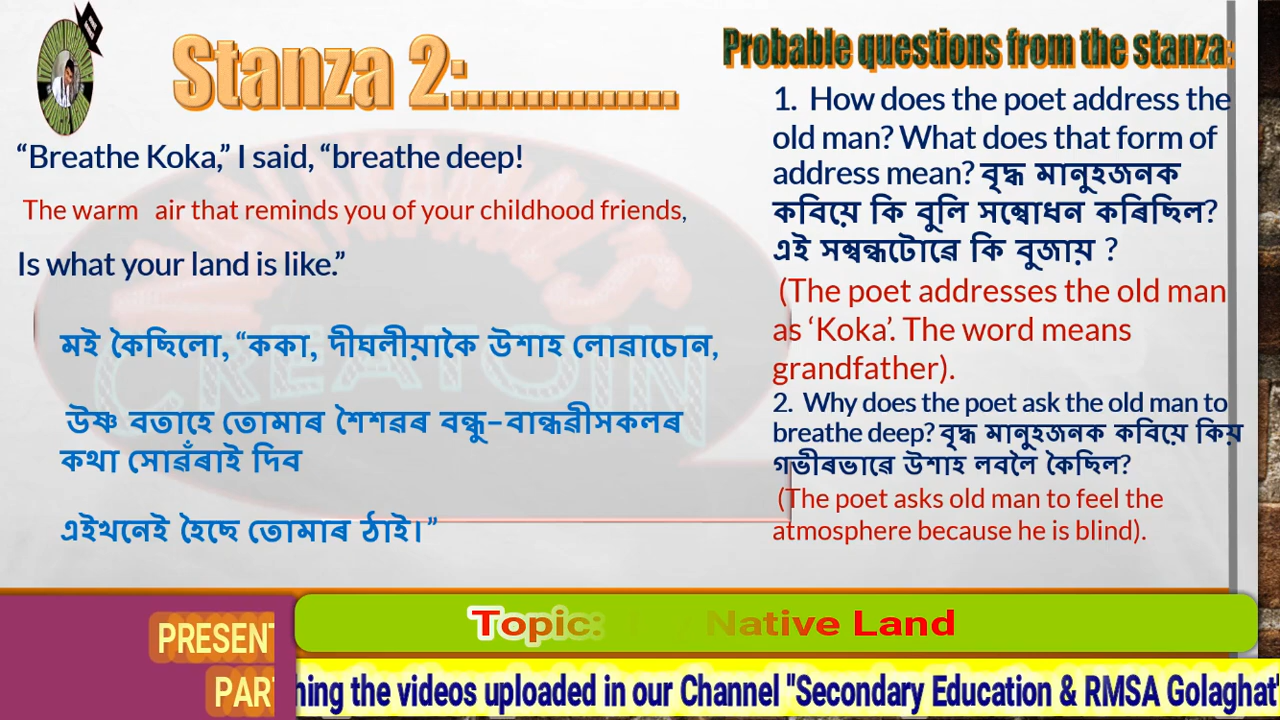 Stanza 2:..............
“Breathe Koka,” I said, “breathe deep!
The warm air that reminds you of your childhood friends,
Is what your land is like.”
মই কৈছিলো, “ককা, দীঘলীয়াকৈ উশাহ লোৱাচোন,
উষ্ণ বতাহে তোমাৰ শৈশৱৰ বন্ধু-বান্ধৱীসকলৰ
কথা সোৱঁৰাই দিব
এইখনেই হৈছে তোমাৰ ঠাই।”
Probable questions from the stanza:
1. How does the poet address the
old man? What does that form of
address mean? বৃদ্ধ মানুহজনক
কবিয়ে কি বুলি সম্বোধন কৰিছিল?
এই সম্বন্ধটোৱে কি বুজায় ?
(The poet addresses the old man
as ‘Koka’. The word means
grandfather).
2. Why does the poet ask the old man to
breathe deep? বৃদ্ধ মানুহজনক কবিয়ে কিয়
গভীৰভাৱে উশাহ লবলৈ কৈছিল?
(The poet asks old man to feel the
atmosphere because he is blind).
CREATOIN
Topic: Native Land
PRESENT
PART
hing the videos uploaded in our Channel "Secondary Education & RMSA Golaghat"